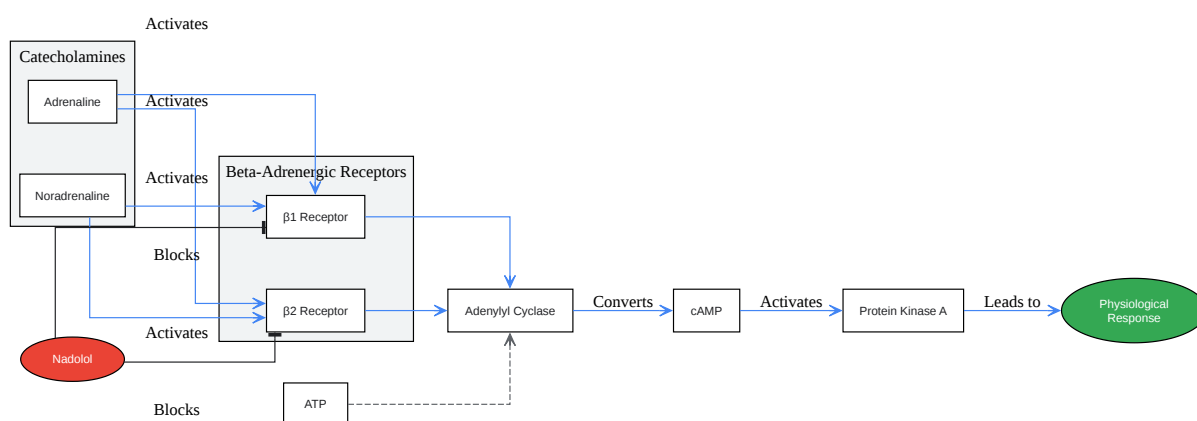 Activates
Catecholamines
Adrenaline
Activates
Noradrenaline
Activates
Beta-Adrenergic Receptors
β1 Receptor
Blocks
β2 Receptor
Activates
Nadolol
ATP
Blocks
Adenylyl Cyclase
Converts
cAMP
Activates
Protein Kinase A
Leads to
Physiological
Response